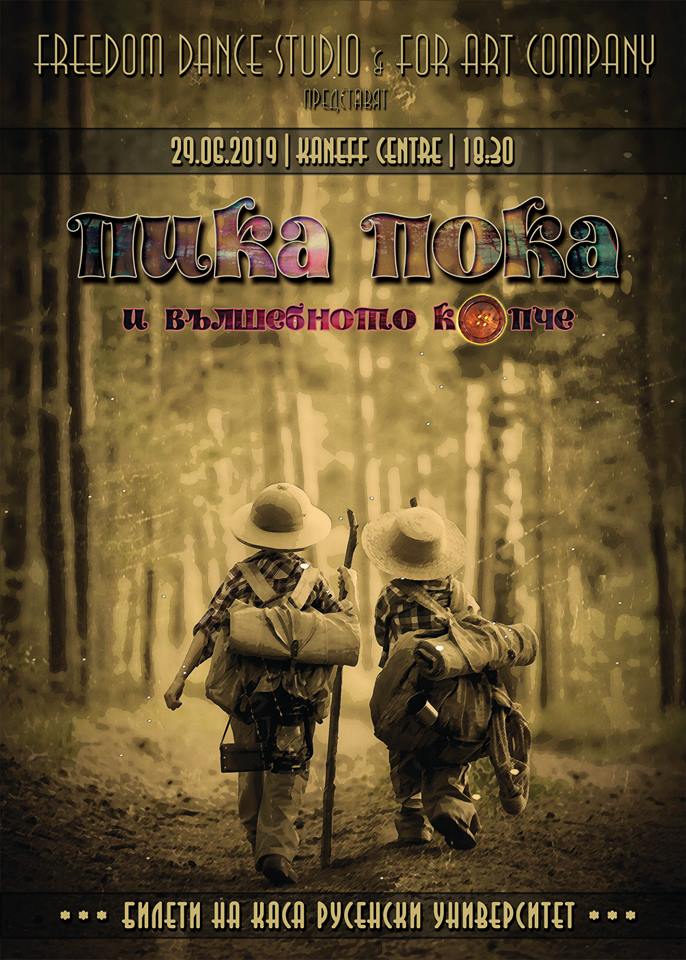 FREEDOM DANCE STUDIO & FOR ART COMPANY
ПРЕДСТАВЯТ
29.06.2019 | KANEFF CENTRE | 18:30
пика пока
и вълшебното копче
*** БИЛЕТИ НА КАСА РУСЕНСКИ УНИВЕРСИТЕТ ***